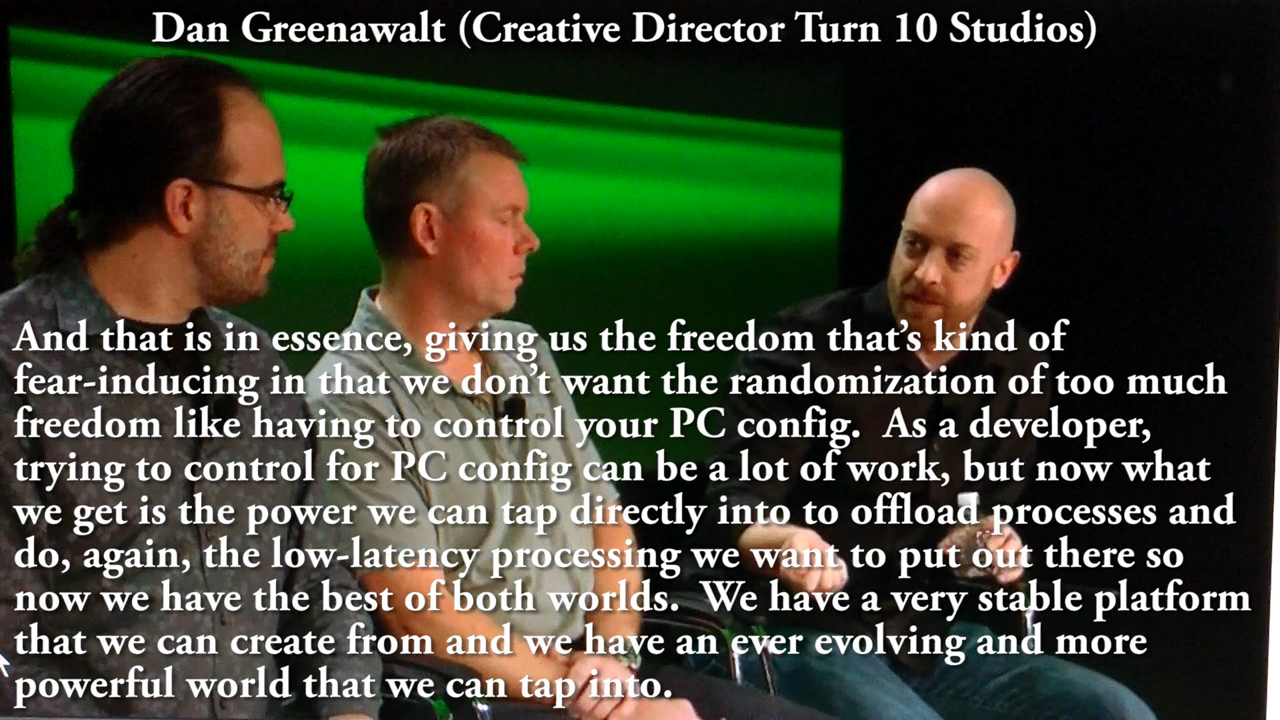 Dan Greenawalt (Creative Director Turn 10 Studios)
And that is in essence, giving us the freedom that’s kind of
fear-inducing in that we don’t want the randomization of too much
freedom like having to control your PC config.  As a developer,
trying to control for PC config can be a lot of work, but now what
we get is the power we can tap directly into to offload processes and
do, again, the low-latency processing we want to put out there so
now we have the best of both worlds.  We have a very stable platform
that we can create from and we have an ever evolving and more
powerful world that we can tap into.